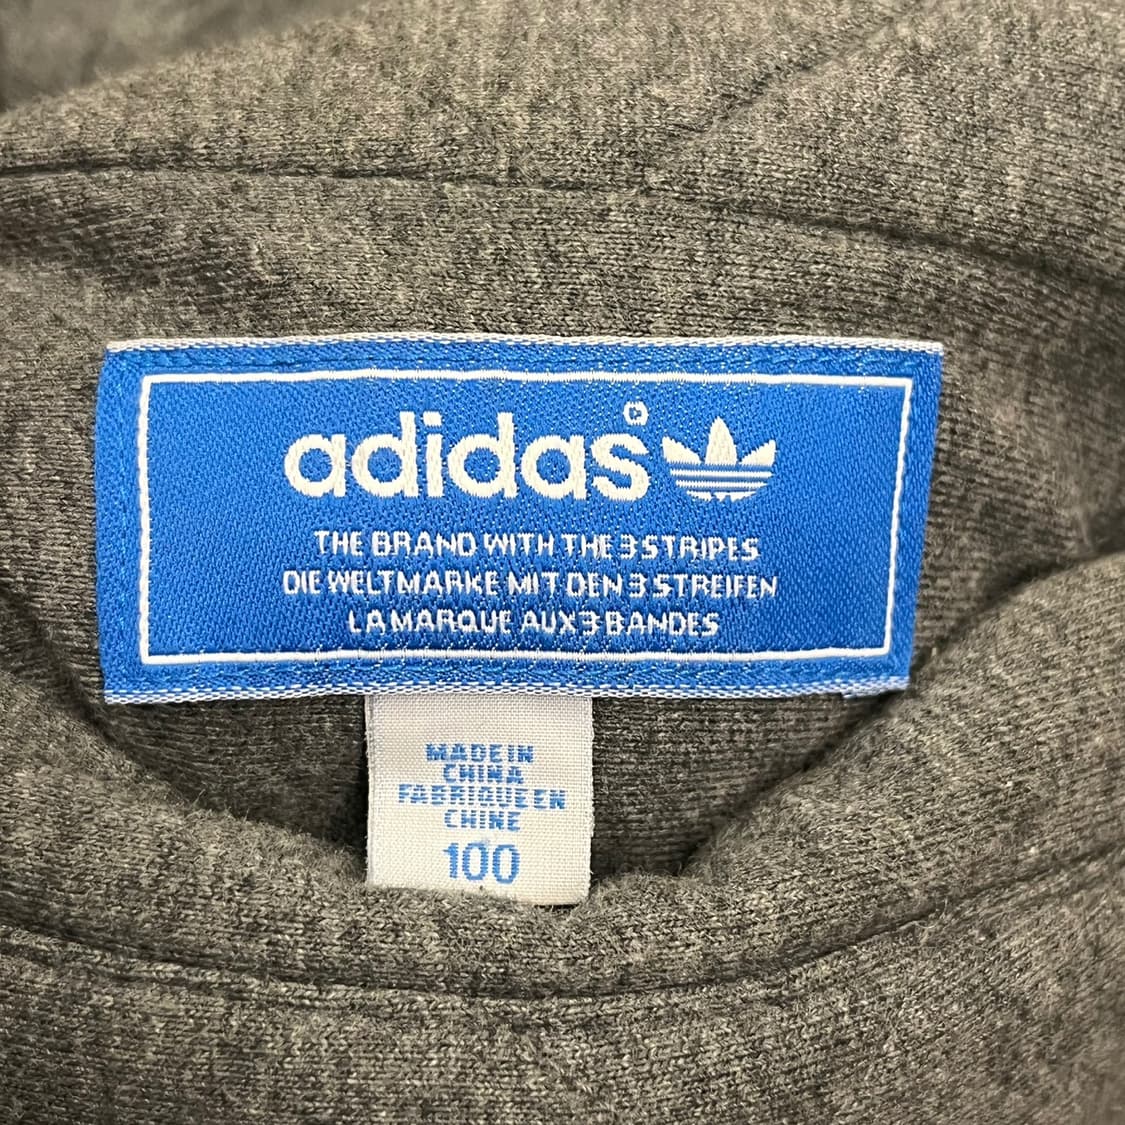 adidas®
THE BRAND WITH THE 3 STRIPES
DIE WELTMARKE MIT DEN 3 STREIFEN
LA MARQUE AUX 3 BANDES
MADE IN
CHINA
FABRIQUE EN
CHINE
100